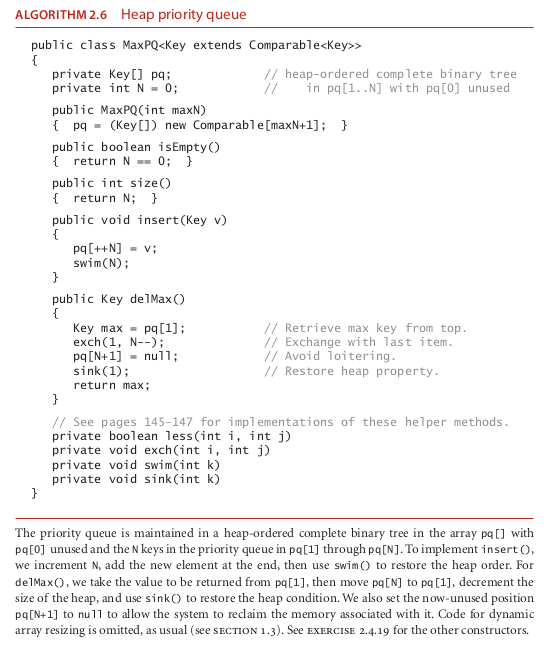 ALGORITHM 2.6 Heap priority queue
public class MaxPQ<Key extends Comparable<Key>>
{
private Key[] pq; // heap-ordered complete binary tree
private int N = 0; // in pq[1..N] with pq[0] unused
public MaxPQ(int maxN)
{ pq = (Key[]) new Comparable[maxN+1]; }
public boolean isEmpty()
{ return N == 0; }
public int size()
{ return N; }
public void insert(Key v)
{
pq[++N] = v;
swim(N);
}
public Key delMax()
{
Key max = pq[1]; // Retrieve max key from top.
exch(1, N--); // Exchange with last item.
pq[N+1] = null; // Avoid loitering.
sink(1); // Restore heap property.
return max;
}
// See pages 145-147 for implementations of these helper methods.
private boolean less(int i, int j)
private void exch(int i, int j)
private void swim(int k)
private void sink(int k)
}
The priority queue is maintained in a heap-ordered complete binary tree in the array pq[] with
pq[0] unused and the N keys in the priority queue in pq[1] through pq[N]. To implement insert(),
we increment N, add the new element at the end, then use swim() to restore the heap order. For
delMax(), we take the value to be returned from pq[1], then move pq[N] to pq[1], decrement the
size of the heap, and use sink() to restore the heap condition. We also set the now-unused position
pq[N+1] to null to allow the system to reclaim the memory associated with it. Code for dynamic
array resizing is omitted, as usual (see SECTION 1.3). See EXERCISE 2.4.19 for the other constructors.